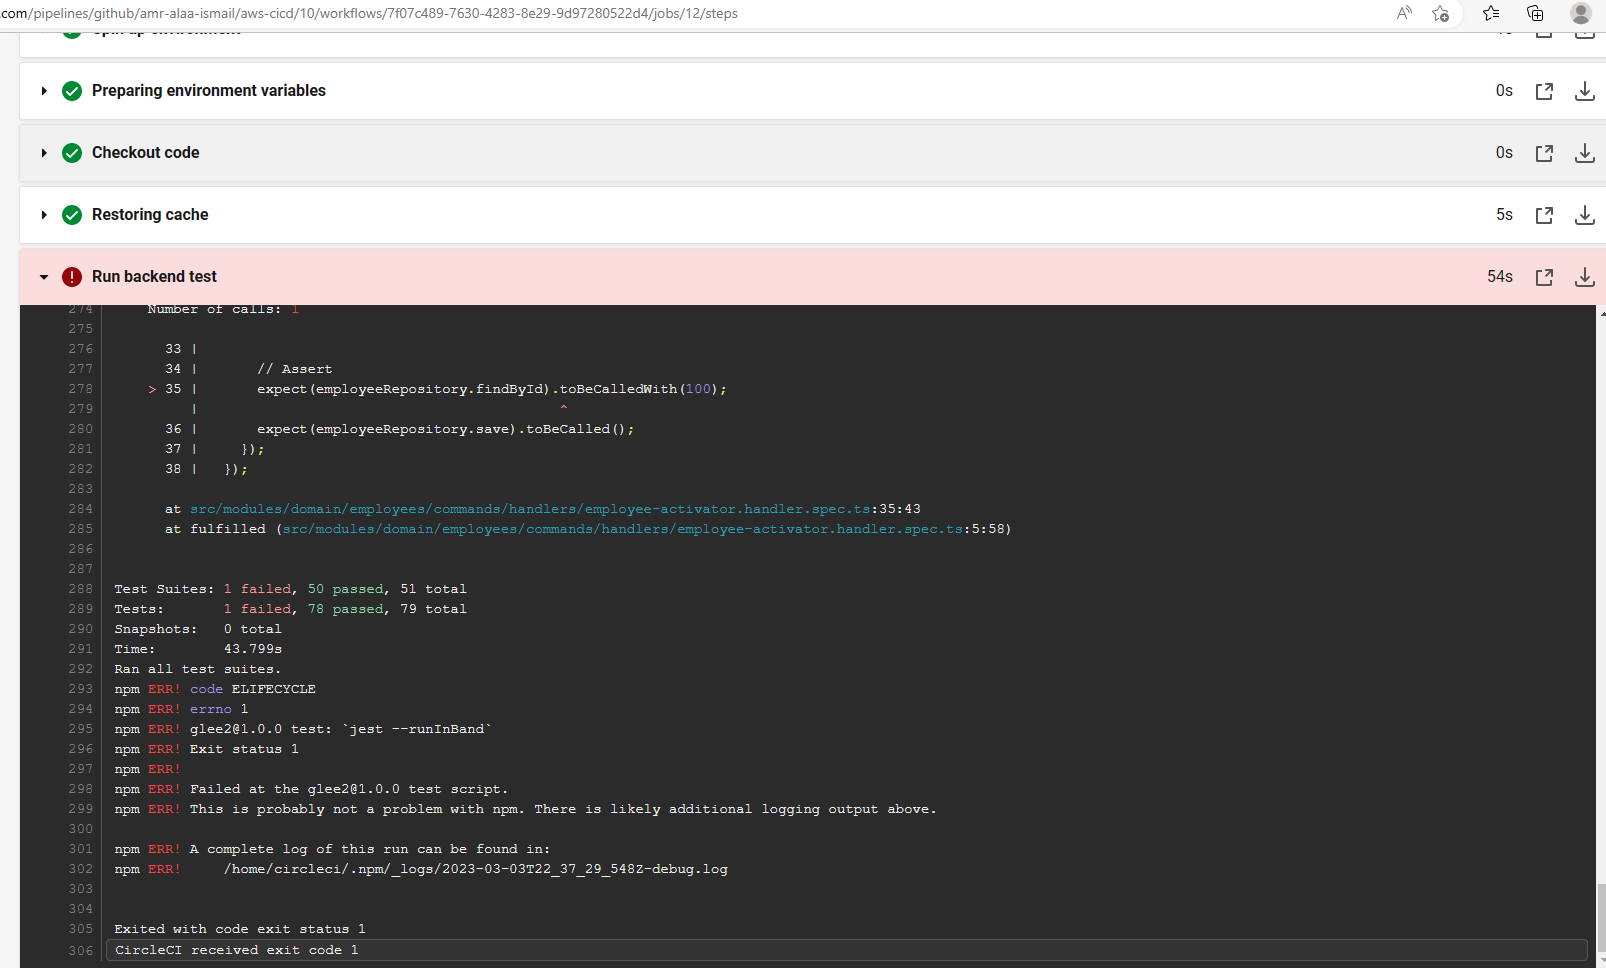 .com/pipelines/github/amr-alaa-ismail/aws-cicd/10/workflows/7f07c489-7630-4283-8e29-9d97280522d4/jobs/12/steps
Spin up environment
Preparing environment variables 0s
Checkout code 0s
Restoring cache 5s
Run backend test 54s
274 Number of calls: 1
275
276 33 |
277 34 | // Assert
278 > 35 | expect(employeeRepository.findById).toBeCalledWith(100);
279 | ^
280 36 | expect(employeeRepository.save).toBeCalled();
281 37 | });
282 38 | });
283
284 at src/modules/domain/employees/commands/handlers/employee-activator.handler.spec.ts:35:43
285 at fulfilled (src/modules/domain/employees/commands/handlers/employee-activator.handler.spec.ts:5:58)
286
287
288 Test Suites: 1 failed, 50 passed, 51 total
289 Tests: 1 failed, 78 passed, 79 total
290 Snapshots: 0 total
291 Time: 43.799s
292 Ran all test suites.
293 npm ERR! code ELIFECYCLE
294 npm ERR! errno 1
295 npm ERR! glee2@1.0.0 test: `jest --runInBand`
296 npm ERR! Exit status 1
297 npm ERR!
298 npm ERR! Failed at the glee2@1.0.0 test script.
299 npm ERR! This is probably not a problem with npm. There is likely additional logging output above.
300
301 npm ERR! A complete log of this run can be found in:
302 npm ERR! /home/circleci/.npm/_logs/2023-03-03T22_37_29_548Z-debug.log
303
304
305 Exited with code exit status 1
306 CircleCI received exit code 1